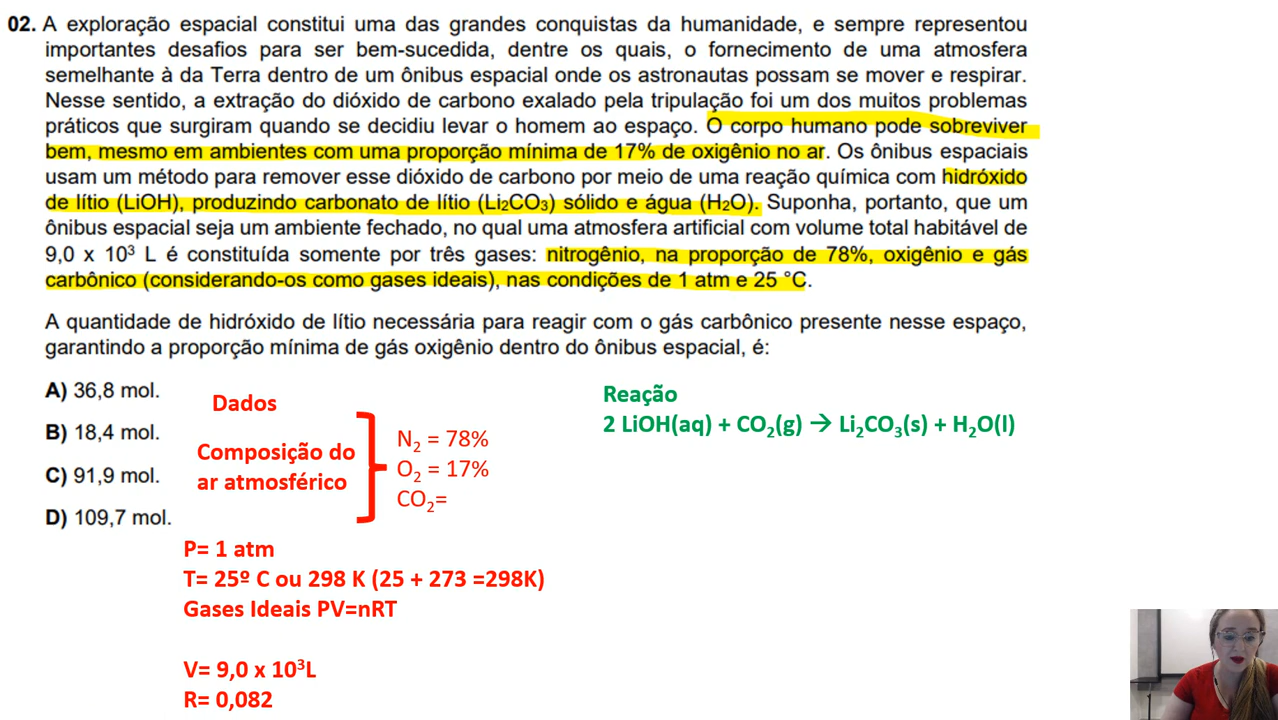 02. A exploração espacial constitui uma das grandes conquistas da humanidade, e sempre representou
importantes desafios para ser bem-sucedida, dentre os quais, o fornecimento de uma atmosfera
semelhante à da Terra dentro de um ônibus espacial onde os astronautas possam se mover e respirar.
Nesse sentido, a extração do dióxido de carbono exalado pela tripulação foi um dos muitos problemas
práticos que surgiram quando se decidiu levar o homem ao espaço. O corpo humano pode sobreviver
bem, mesmo em ambientes com uma proporção mínima de 17% de oxigênio no ar. Os ônibus espaciais
usam um método para remover esse dióxido de carbono por meio de uma reação química com hidróxido
de lítio (LiOH), produzindo carbonato de lítio (Li₂CO₃) sólido e água (H₂O). Suponha, portanto, que um
ônibus espacial seja um ambiente fechado, no qual uma atmosfera artificial com volume total habitável de
9,0 x 10³ L é constituída somente por três gases: nitrogênio, na proporção de 78%, oxigênio e gás
carbônico (considerando-os como gases ideais), nas condições de 1 atm e 25 °C.
A quantidade de hidróxido de lítio necessária para reagir com o gás carbônico presente nesse espaço,
garantindo a proporção mínima de gás oxigênio dentro do ônibus espacial, é:
A) 36,8 mol.
B) 18,4 mol.
C) 91,9 mol.
D) 109,7 mol.
Dados
Composição do
ar atmosférico
N₂ = 78%
O₂ = 17%
CO₂=
P= 1 atm
T= 25º C ou 298 K (25 + 273 =298K)
Gases Ideais PV=nRT
V= 9,0 x 10³L
R= 0,082
Reação
2 LiOH(aq) + CO₂(g) → Li₂CO₃(s) + H₂O(l)